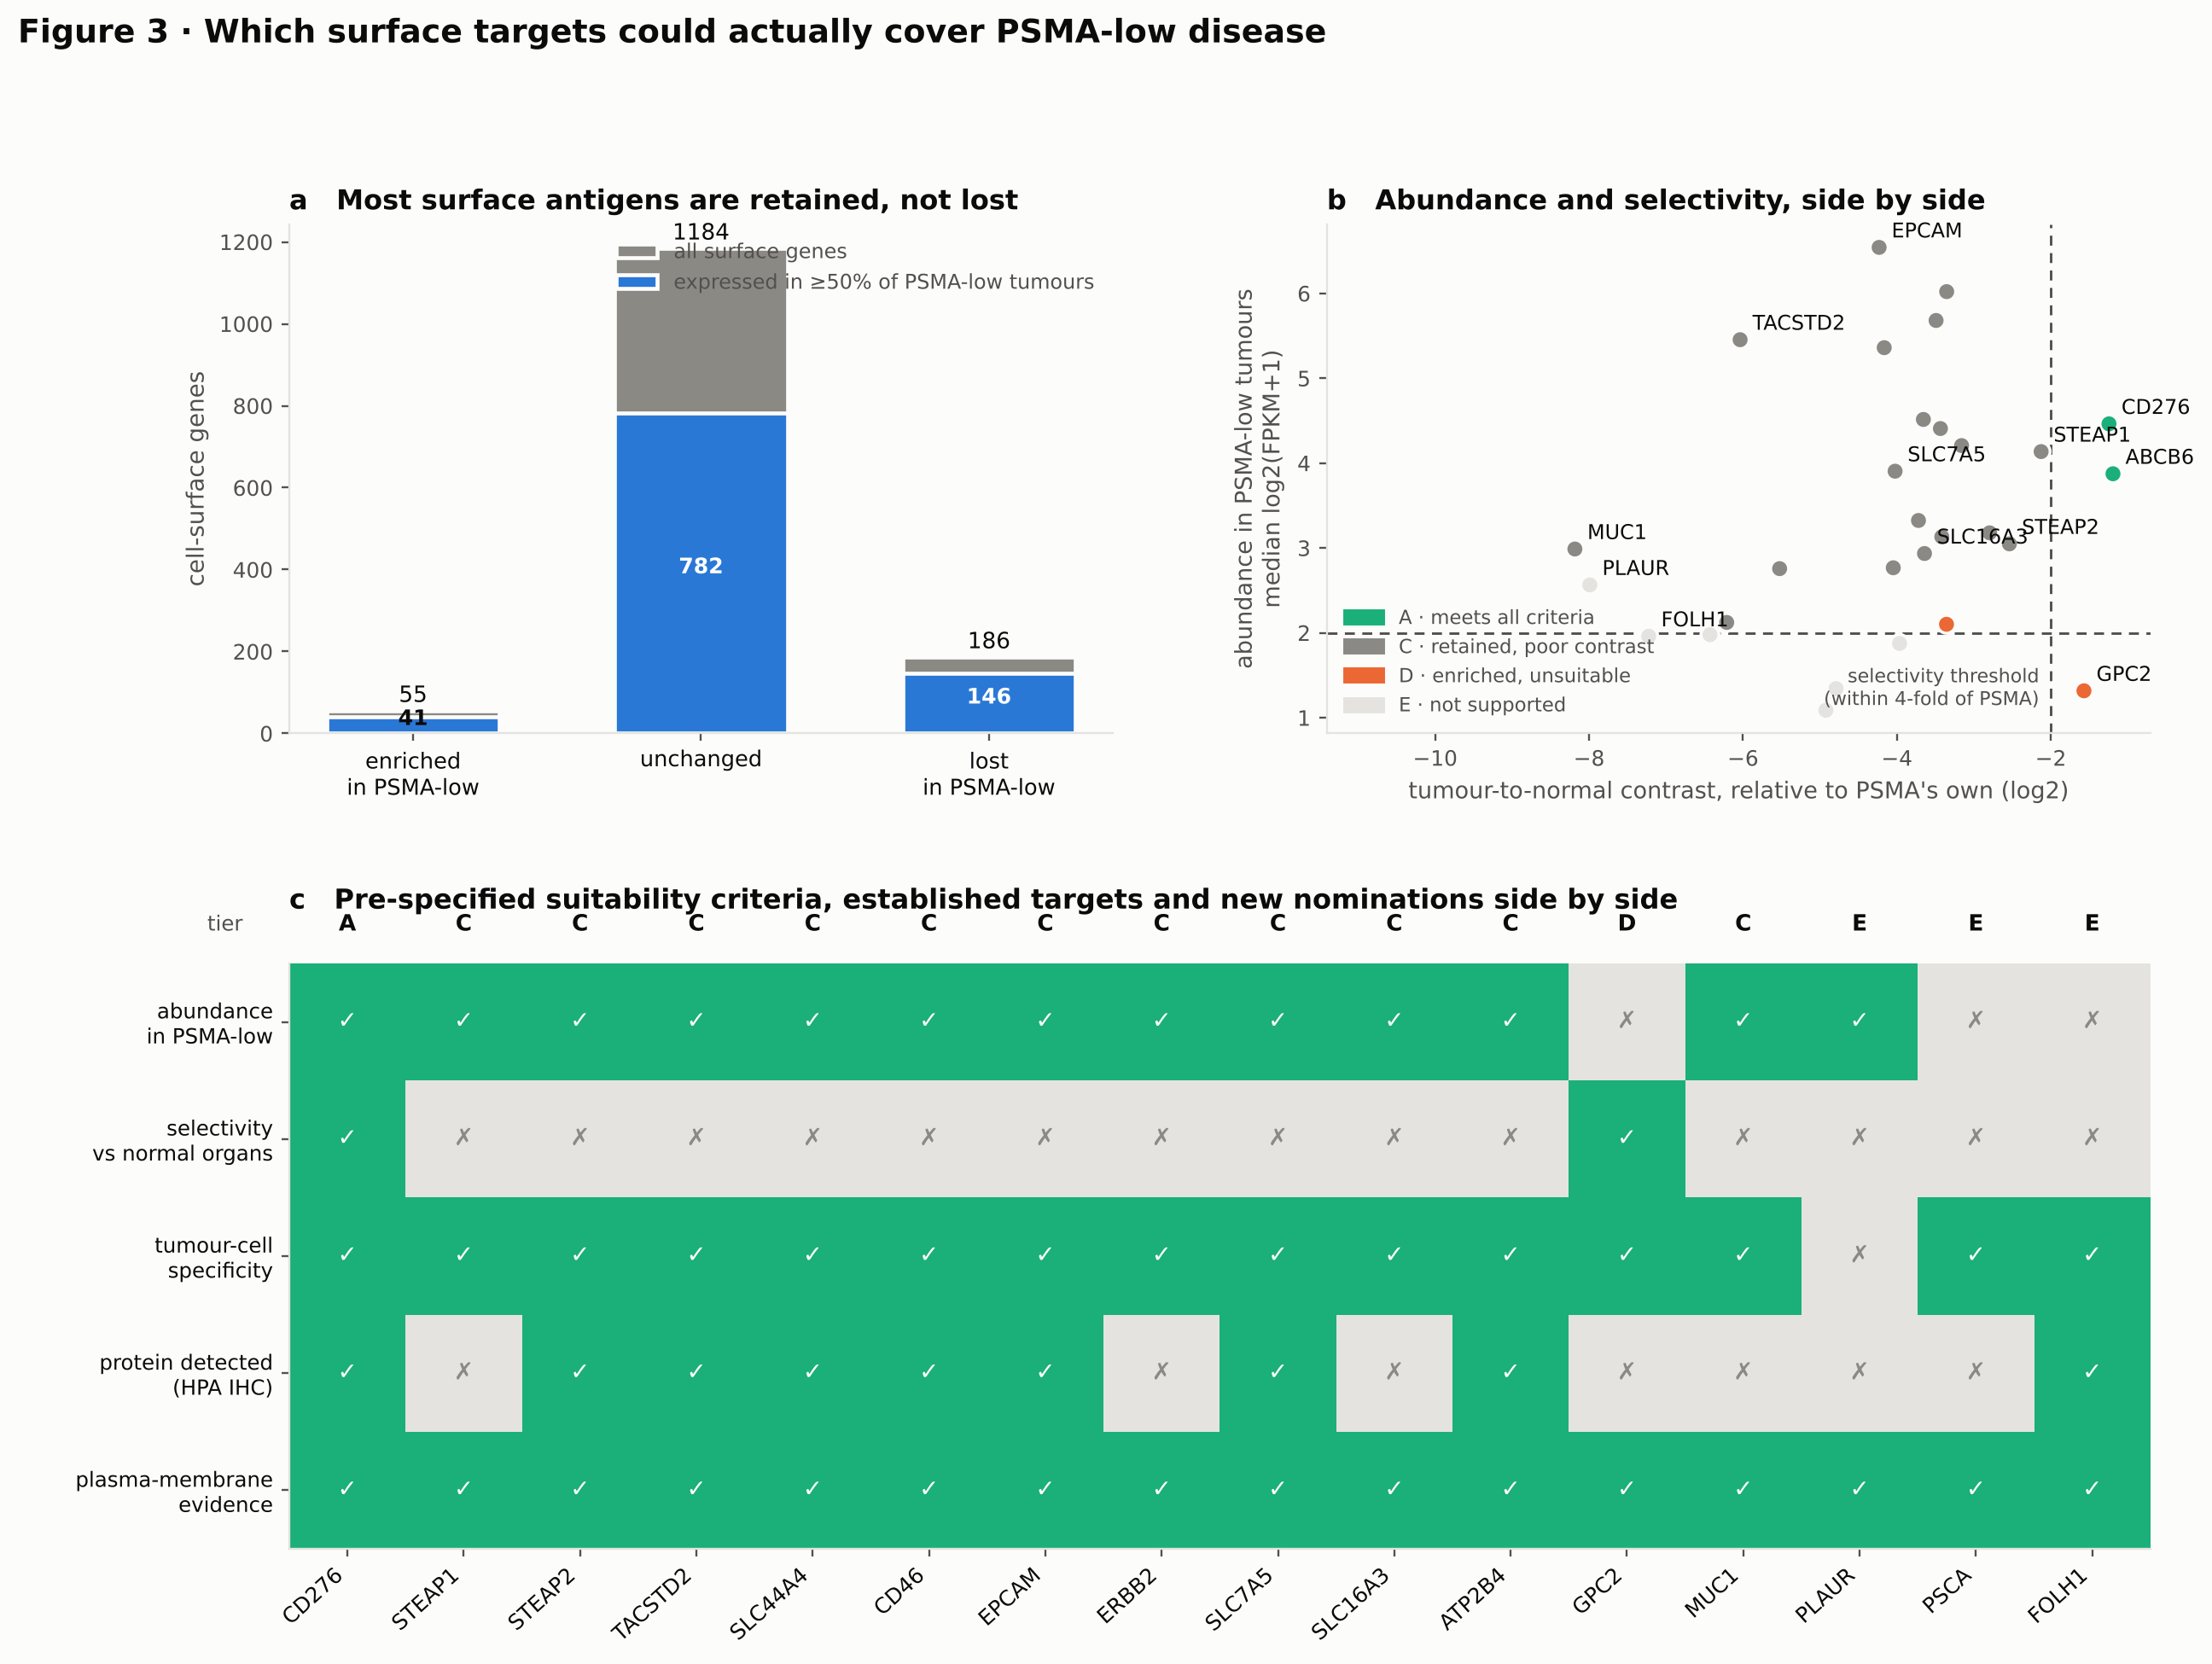 Figure 3 · Which surface targets could actually cover PSMA-low disease
a Most surface antigens are retained, not lost
cell-surface genes
1200
1000
800
600
400
200
0
1184
all surface genes
expressed in ≥50% of PSMA-low tumours
782
55
41
186
146
enriched
in PSMA-low
unchanged
lost
in PSMA-low
b Abundance and selectivity, side by side
abundance in PSMA-low tumours
median log2(FPKM+1)
6
5
4
3
2
1
EPCAM
TACSTD2
CD276
STEAP1
SLC7A5
ABCB6
MUC1
STEAP2
SLC16A3
PLAUR
FOLH1
GPC2
A · meets all criteria
C · retained, poor contrast
D · enriched, unsuitable
E · not supported
selectivity threshold
(within 4-fold of PSMA)
−10 −8 −6 −4 −2
tumour-to-normal contrast, relative to PSMA's own (log2)
c Pre-specified suitability criteria, established targets and new nominations side by side
tier A C C C C C C C C C C D C E E E
abundance
in PSMA-low
✓ ✓ ✓ ✓ ✓ ✓ ✓ ✓ ✓ ✓ ✓ ✗ ✓ ✓ ✗ ✗
selectivity
vs normal organs
✓ ✗ ✗ ✗ ✗ ✗ ✗ ✗ ✗ ✗ ✗ ✓ ✗ ✗ ✗ ✗
tumour-cell
specificity
✓ ✓ ✓ ✓ ✓ ✓ ✓ ✓ ✓ ✓ ✓ ✓ ✓ ✗ ✓ ✓
protein detected
(HPA IHC)
✓ ✗ ✓ ✓ ✓ ✓ ✓ ✗ ✓ ✗ ✓ ✗ ✗ ✗ ✗ ✓
plasma-membrane
evidence
✓ ✓ ✓ ✓ ✓ ✓ ✓ ✓ ✓ ✓ ✓ ✓ ✓ ✓ ✓ ✓
CD276 STEAP1 STEAP2 TACSTD2 SLC44A4 CD46 EPCAM ERBB2 SLC7A5 SLC16A3 ATP2B4 GPC2 MUC1 PLAUR PSCA FOLH1